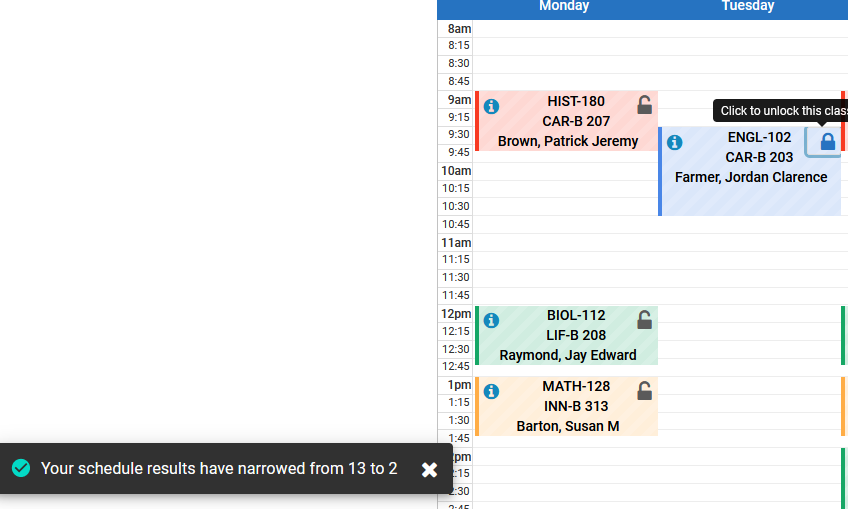 Monday
Tuesday
8am
8:15
8:30
8:45
9am
9:15
9:30
9:45
10am
10:15
10:30
10:45
11am
11:15
11:30
11:45
12pm
12:15
12:30
12:45
1pm
1:15
1:30
1:45
HIST-180
CAR-B 207
Brown, Patrick Jeremy
Click to unlock this class
ENGL-102
CAR-B 203
Farmer, Jordan Clarence
BIOL-112
LIF-B 208
Raymond, Jay Edward
MATH-128
INN-B 313
Barton, Susan M
Your schedule results have narrowed from 13 to 2